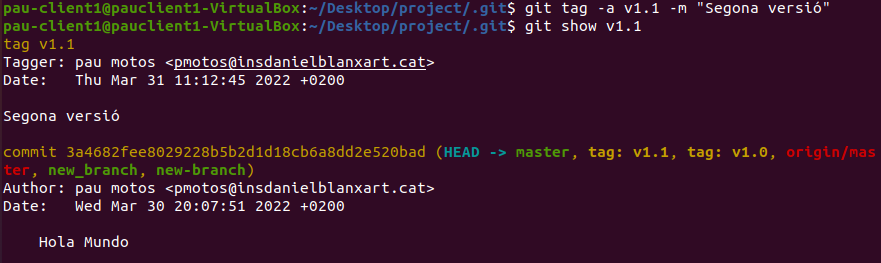 pau-client1@pauclient1-VirtualBox:~/Desktop/project/.git$ git tag -a v1.1 -m "Segona versió"
pau-client1@pauclient1-VirtualBox:~/Desktop/project/.git$ git show v1.1
tag v1.1
Tagger: pau motos <pmotos@insdanielblanxart.cat>
Date:   Thu Mar 31 11:12:45 2022 +0200
Segona versió
commit 3a4682fee8029228b5b2d1d18cb6a8dd2e520bad (HEAD -> master, tag: v1.1, tag: v1.0, origin/mas
ter, new_branch, new-branch)
Author: pau motos <pmotos@insdanielblanxart.cat>
Date:   Wed Mar 30 20:07:51 2022 +0200
    Hola Mundo